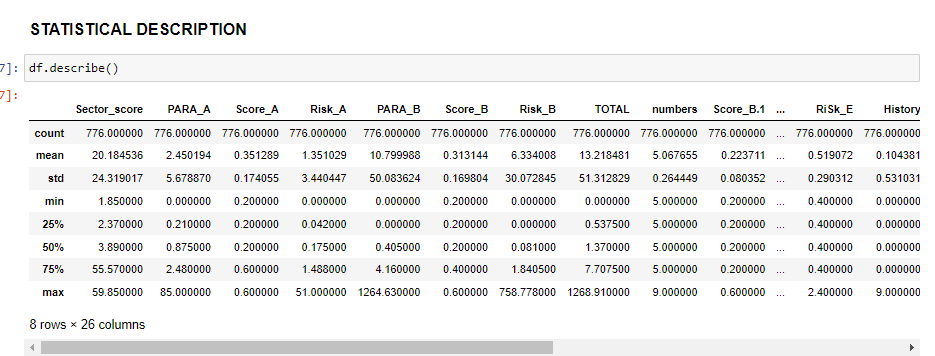 STATISTICAL DESCRIPTION
7]: df.describe()
7]:
Sector_score PARA_A Score_A Risk_A PARA_B Score_B Risk_B TOTAL numbers Score_B.1 ... RiSk_E History
count 776.000000 776.000000 776.000000 776.000000 776.000000 776.000000 776.000000 776.000000 776.000000 776.000000 ... 776.000000 776.000000
mean 20.184536 2.450194 0.351289 1.351029 10.799988 0.313144 6.334008 13.218481 5.067655 0.223711 ... 0.519072 0.104381
std 24.319017 5.678870 0.174055 3.440447 50.083624 0.169804 30.072845 51.312829 0.264449 0.080352 ... 0.290312 0.531031
min 1.850000 0.000000 0.200000 0.000000 0.000000 0.200000 0.000000 0.000000 5.000000 0.200000 ... 0.400000 0.000000
25% 2.370000 0.210000 0.200000 0.042000 0.000000 0.200000 0.000000 0.537500 5.000000 0.200000 ... 0.400000 0.000000
50% 3.890000 0.875000 0.200000 0.175000 0.405000 0.200000 0.081000 1.370000 5.000000 0.200000 ... 0.400000 0.000000
75% 55.570000 2.480000 0.600000 1.488000 4.160000 0.400000 1.840500 7.707500 5.000000 0.200000 ... 0.400000 0.000000
max 59.850000 85.000000 0.600000 51.000000 1264.630000 0.600000 758.778000 1268.910000 9.000000 0.600000 ... 2.400000 9.000000
8 rows × 26 columns